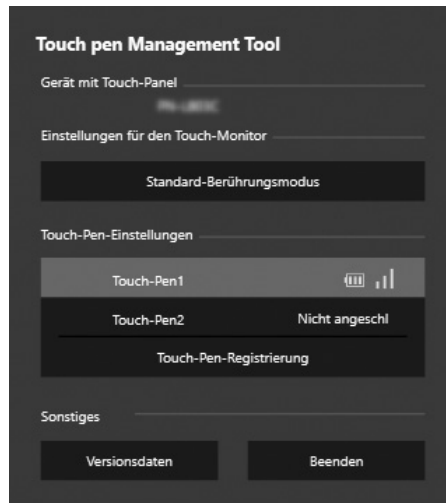 Touch pen Management Tool
Gerät mit Touch-Panel
Einstellungen für den Touch-Monitor
Standard-Berührungsmodus
Touch-Pen-Einstellungen
Touch-Pen1
Touch-Pen2 Nicht angeschl
Touch-Pen-Registrierung
Sonstiges
Versionsdaten Beenden